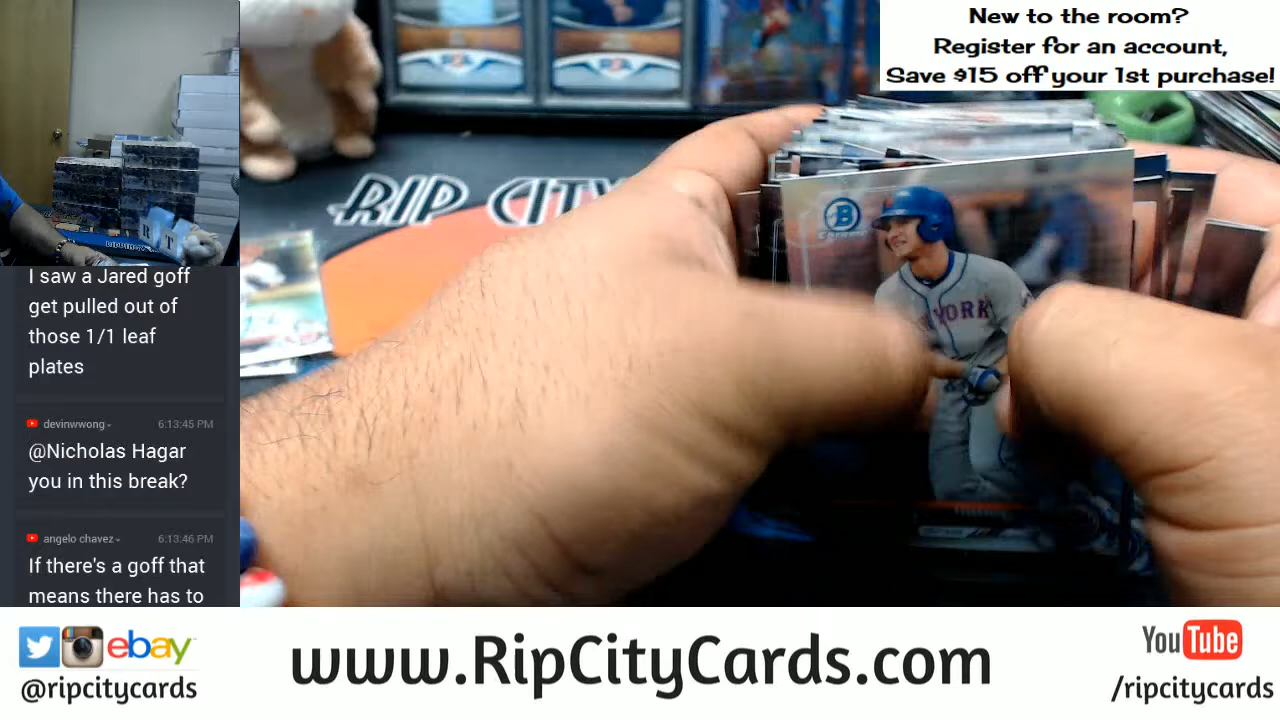 New to the room?
Register for an account,
Save $15 off your 1st purchase!
RIP CITY
B
YORK
R T
I saw a Jared goff
get pulled out of
those 1/1 leaf
plates
devinwwong
6:13:45 PM
@Nicholas Hagar
you in this break?
angelo chavez
6:13:46 PM
If there's a goff that
means there has to
ebay
@ripcitycards
www.RipCityCards.com
YouTube
/ripcitycards